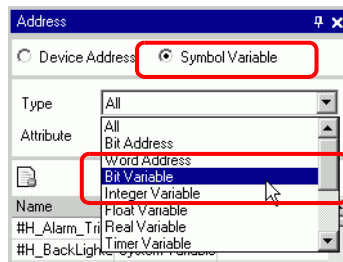 Address
Device Address Symbol Variable
Type All
Attribute
All
Bit Address
Word Address
Bit Variable
Integer Variable
Name Float Variable
#H_Alarm_Tri Real Variable
#H_BackLight Timer Variable